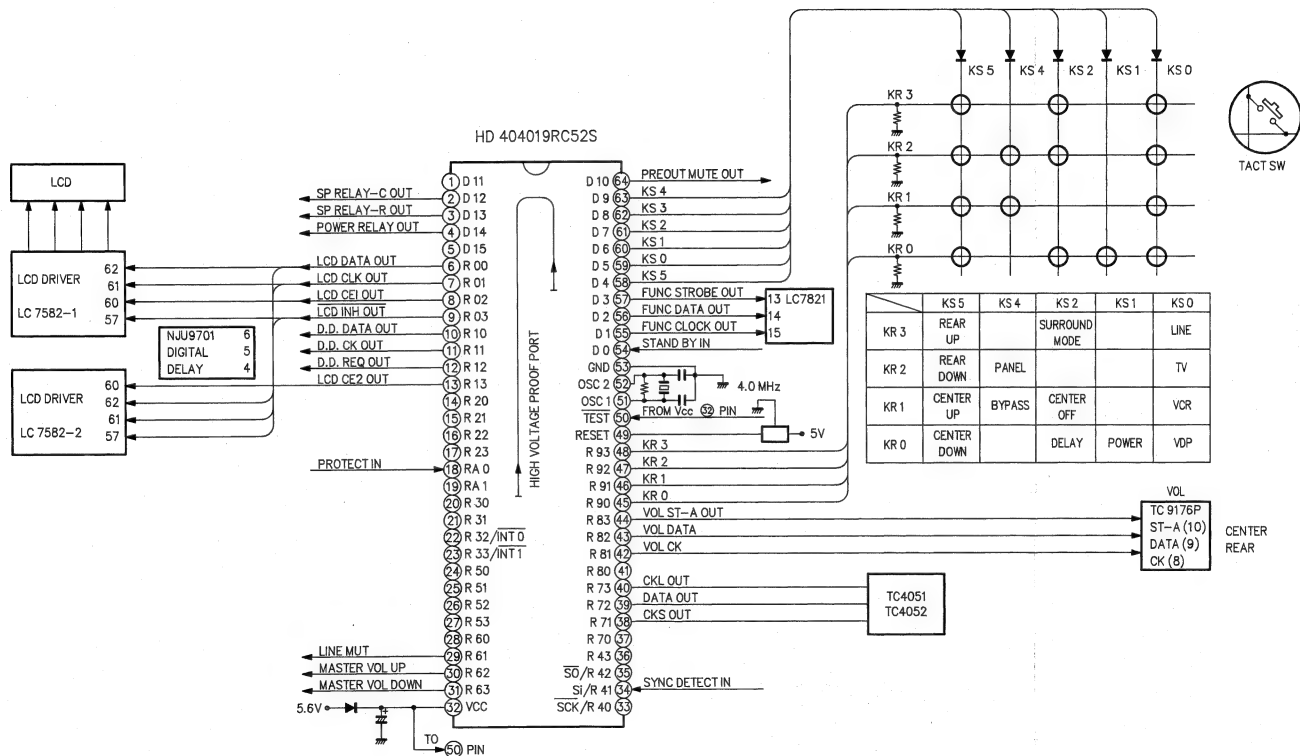 HD 404019RC52S
LCD
LCD DRIVER
LC 7582-1
62
61
60
57
NJU9701 6
DIGITAL 5
DELAY 4
LCD DRIVER
LC 7582-2
60
62
61
57
SP RELAY-C OUT
SP RELAY-R OUT
POWER RELAY OUT
LCD DATA OUT
LCD CLK OUT
LCD CEI OUT
LCD INH OUT
D.D. DATA OUT
D.D. CK OUT
D.D. REQ OUT
LCD CE2 OUT
PROTECT IN
LINE MUT
MASTER VOL UP
MASTER VOL DOWN
5.6V
+
TO
50 PIN
1 D 11
2 D 12
3 D 13
4 D 14
5 D 15
6 R 00
7 R 01
8 R 02
9 R 03
10 R 10
11 R 11
12 R 12
13 R 13
14 R 20
15 R 21
16 R 22
17 R 23
18 RA 0
19 RA 1
20 R 30
21 R 31
22 R 32/INT 0
23 R 33/INT 1
24 R 50
25 R 51
26 R 52
27 R 53
28 R 60
29 R 61
30 R 62
31 R 63
32 VCC
HIGH VOLTAGE PROOF PORT
D 10 64 PREOUT MUTE OUT
D 9 63 KS 4
D 8 62 KS 3
D 7 61 KS 2
D 6 60 KS 1
D 5 59 KS 0
D 4 58 KS 5
D 3 57 FUNC STROBE OUT
D 2 56 FUNC DATA OUT
D 1 55 FUNC CLOCK OUT
D 0 54 STAND BY IN
GND 53
OSC 2 52
OSC 1 51
TEST 50 FROM Vcc 32 PIN
RESET 49
R 93 48 KR 3
R 92 47 KR 2
R 91 46 KR 1
R 90 45 KR 0
R 83 44 VOL ST-A OUT
R 82 43 VOL DATA
R 81 42 VOL CK
R 80 41
R 73 40 CKL OUT
R 72 39 DATA OUT
R 71 38 CKS OUT
R 70 37
R 43 36
SO/R 42 35
Si/R 41 34 SYNC DETECT IN
SCK/R 40 33
13 LC7821
14
15
4.0 MHz
5V
KS 5 KS 4 KS 2 KS 1 KS 0
KR 3
KR 2
KR 1
KR 0
TACT SW
KS 5 KS 4 KS 2 KS 1 KS 0
KR 3 REAR UP SURROUND MODE LINE
KR 2 REAR DOWN PANEL TV
KR 1 CENTER UP BYPASS CENTER OFF VCR
KR 0 CENTER DOWN DELAY POWER VDP
VOL
TC 9176P
ST-A (10)
DATA (9)
CK (8)
CENTER
REAR
TC4051
TC4052